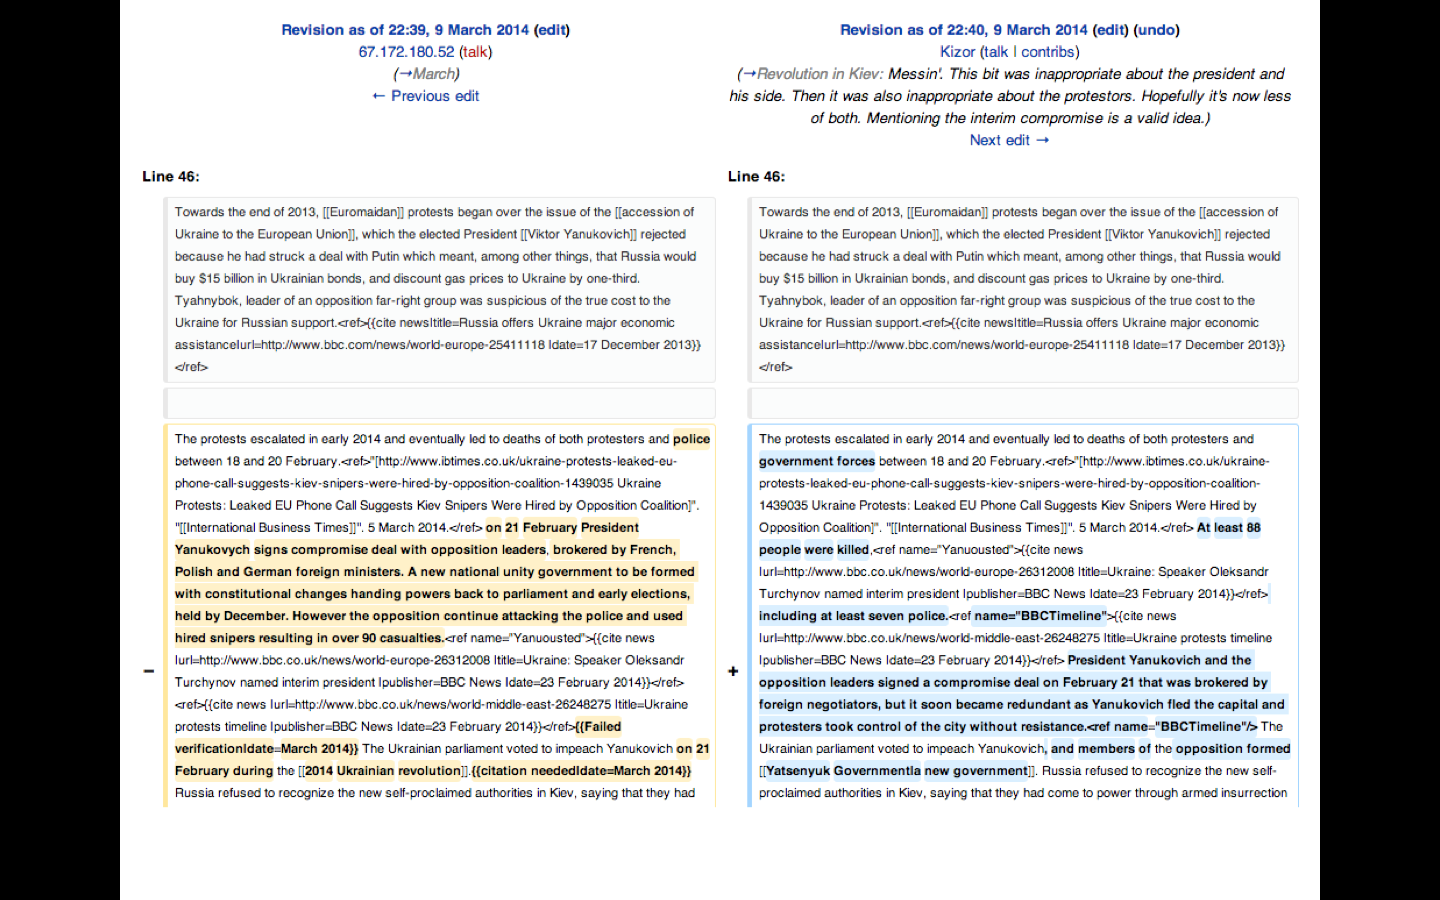 Revision as of 22:39, 9 March 2014 (edit)
67.172.180.52 (talk)
(→March)
← Previous edit
Revision as of 22:40, 9 March 2014 (edit) (undo)
Kizor (talk | contribs)
(→Revolution in Kiev: Messin'. This bit was inappropriate about the president and
his side. Then it was also inappropriate about the protestors. Hopefully it's now less
of both. Mentioning the interim compromise is a valid idea.)
Next edit →
Line 46:
Towards the end of 2013, [[Euromaidan]] protests began over the issue of the [[accession of
Ukraine to the European Union]], which the elected President [[Viktor Yanukovich]] rejected
because he had struck a deal with Putin which meant, among other things, that Russia would
buy $15 billion in Ukrainian bonds, and discount gas prices to Ukraine by one-third.
Tyahnybok, leader of an opposition far-right group was suspicious of the true cost to the
Ukraine for Russian support.<ref>{{cite news|title=Russia offers Ukraine major economic
assistance|url=http://www.bbc.com/news/world-europe-25411118 |date=17 December 2013}}
</ref>
The protests escalated in early 2014 and eventually led to deaths of both protesters and police
between 18 and 20 February.<ref>"[http://www.ibtimes.co.uk/ukraine-protests-leaked-eu-
phone-call-suggests-kiev-snipers-were-hired-by-opposition-coalition-1439035 Ukraine
Protests: Leaked EU Phone Call Suggests Kiev Snipers Were Hired by Opposition Coalition]".
"[[International Business Times]]". 5 March 2014.</ref> on 21 February President
Yanukovych signs compromise deal with opposition leaders, brokered by French,
Polish and German foreign ministers. A new national unity government to be formed
with constitutional changes handing powers back to parliament and early elections,
held by December. However the opposition continue attacking the police and used
hired snipers resulting in over 90 casualties.<ref name="Yanuousted">{{cite news
|url=http://www.bbc.co.uk/news/world-europe-26312008 |title=Ukraine: Speaker Oleksandr
Turchynov named interim president |publisher=BBC News |date=23 February 2014}}</ref>
<ref>{{cite news |url=http://www.bbc.co.uk/news/world-middle-east-26248275 |title=Ukraine
protests timeline |publisher=BBC News |date=23 February 2014}}</ref>{{Failed
− verification|date=March 2014}} The Ukrainian parliament voted to impeach Yanukovich on 21
February during the [[2014 Ukrainian revolution]].{{citation needed|date=March 2014}}
Russia refused to recognize the new self-proclaimed authorities in Kiev, saying that they had
Line 46:
Towards the end of 2013, [[Euromaidan]] protests began over the issue of the [[accession of
Ukraine to the European Union]], which the elected President [[Viktor Yanukovich]] rejected
because he had struck a deal with Putin which meant, among other things, that Russia would
buy $15 billion in Ukrainian bonds, and discount gas prices to Ukraine by one-third.
Tyahnybok, leader of an opposition far-right group was suspicious of the true cost to the
Ukraine for Russian support.<ref>{{cite news|title=Russia offers Ukraine major economic
assistance|url=http://www.bbc.com/news/world-europe-25411118 |date=17 December 2013}}
</ref>
The protests escalated in early 2014 and eventually led to deaths of both protesters and
government forces between 18 and 20 February.<ref>"[http://www.ibtimes.co.uk/ukraine-
protests-leaked-eu-phone-call-suggests-kiev-snipers-were-hired-by-opposition-coalition-
1439035 Ukraine Protests: Leaked EU Phone Call Suggests Kiev Snipers Were Hired by
Opposition Coalition]". "[[International Business Times]]". 5 March 2014.</ref> At least 88
people were killed,<ref name="Yanuousted">{{cite news
|url=http://www.bbc.co.uk/news/world-europe-26312008 |title=Ukraine: Speaker Oleksandr
Turchynov named interim president |publisher=BBC News |date=23 February 2014}}</ref>
including at least seven police.<ref name="BBCTimeline">{{cite news
|url=http://www.bbc.co.uk/news/world-middle-east-26248275 |title=Ukraine protests timeline
+ |publisher=BBC News |date=23 February 2014}}</ref> President Yanukovich and the
opposition leaders signed a compromise deal on February 21 that was brokered by
foreign negotiators, but it soon became redundant as Yanukovich fled the capital and
protesters took control of the city without resistance.<ref name="BBCTimeline"/> The
Ukrainian parliament voted to impeach Yanukovich, and members of the opposition formed
[[Yatsenyuk Government|a new government]]. Russia refused to recognize the new self-
proclaimed authorities in Kiev, saying that they had come to power through armed insurrection